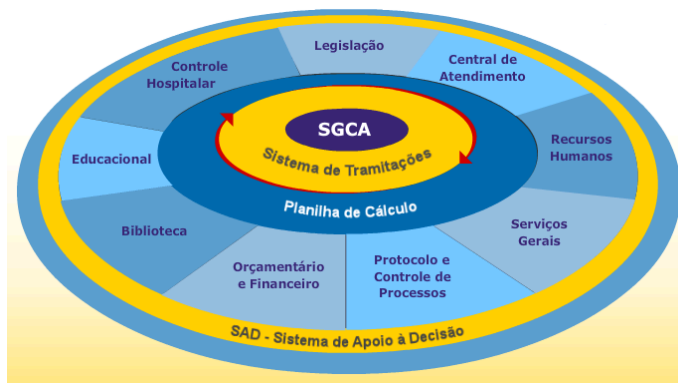 Legislação
Central de
Atendimento
Controle
Hospitalar
SGCA
Recursos
Humanos
Educacional
Sistema de Tramitações
Planilha de Cálculo
Serviços
Gerais
Biblioteca
Orçamentário
e Financeiro
Protocolo e
Controle de
Processos
SAD - Sistema de Apoio à Decisão